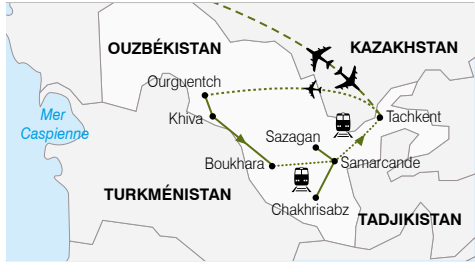 OUZBÉKISTAN
KAZAKHSTAN
Ourguentch
Mer
Caspienne
Khiva
Tachkent
Sazagan
Boukhara
Samarcande
TURKMÉNISTAN
Chakhrisabz
TADJIKISTAN